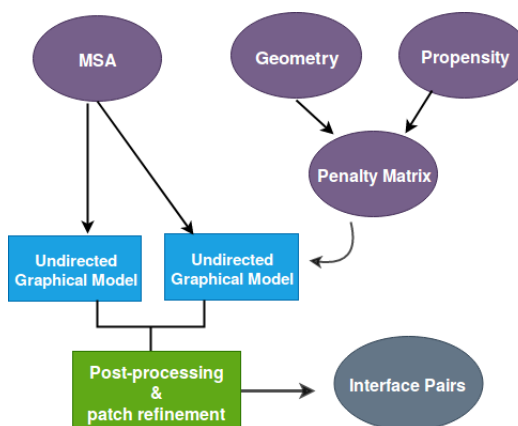 MSA
Geometry
Propensity
Penalty Matrix
Undirected
Graphical Model
Undirected
Graphical Model
Post-processing
&
patch refinement
Interface Pairs